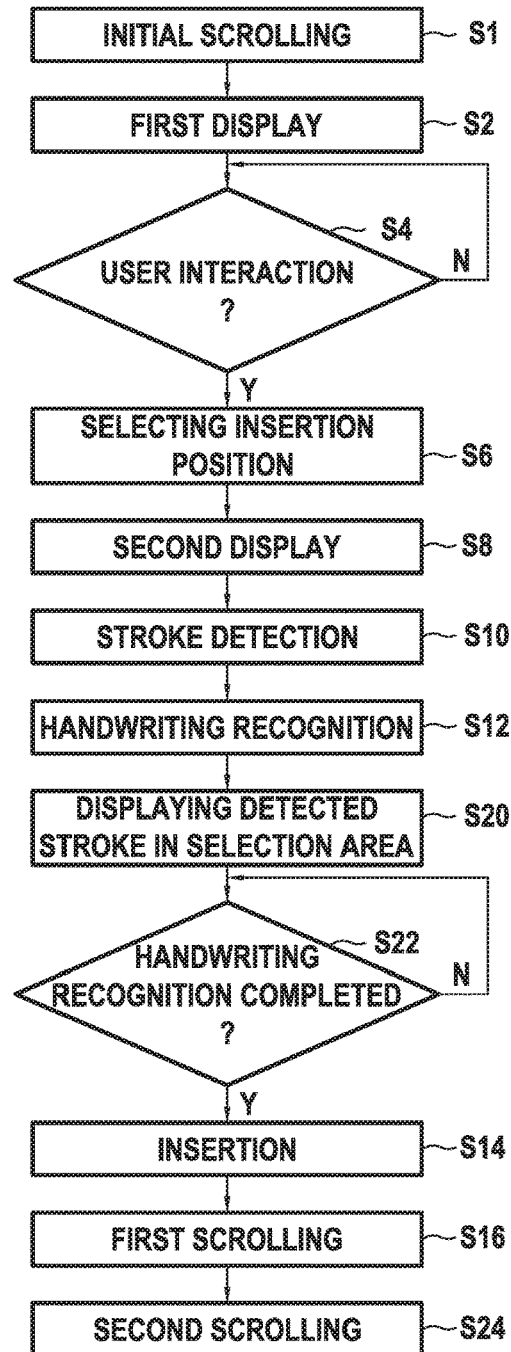 INITIAL SCROLLING S1
FIRST DISPLAY S2
S4
USER INTERACTION N
?
Y
SELECTING INSERTION
POSITION S6
SECOND DISPLAY S8
STROKE DETECTION S10
HANDWRITING RECOGNITION S12
DISPLAYING DETECTED
STROKE IN SELECTION AREA S20
S22
HANDWRITING
RECOGNITION COMPLETED N
?
Y
INSERTION S14
FIRST SCROLLING S16
SECOND SCROLLING S24